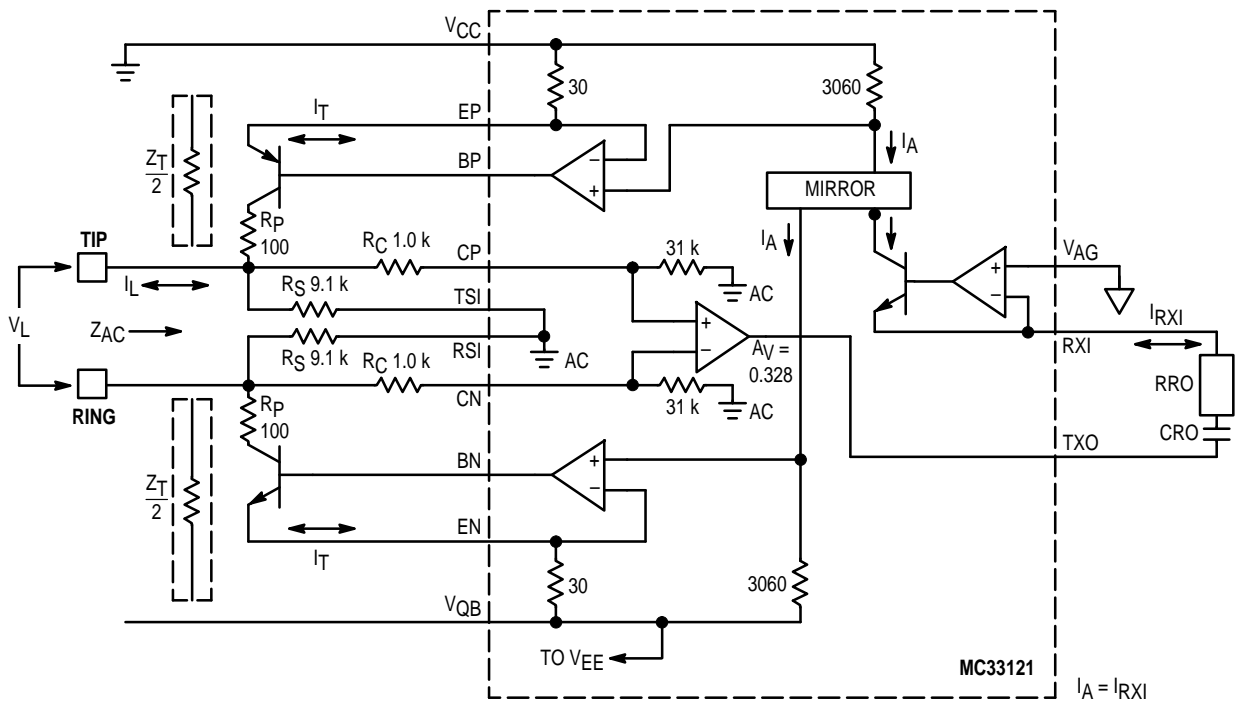 VCC
30
3060
IT
EP
IA
ZT
2
BP
−
+
MIRROR
RP
100
TIP
RC 1.0 k
CP
31 k
IA
VAG
IL
RS 9.1 k
TSI
AC
+
−
IRXI
VL
ZAC
+
−
AV =
0.328
RXI
RS 9.1 k
RSI
AC
RRO
RC 1.0 k
CN
31 k
AC
RING
RP
100
CRO
TXO
BN
+
−
ZT
2
EN
IT
30
3060
VQB
TO VEE
MC33121
IA = IRXI